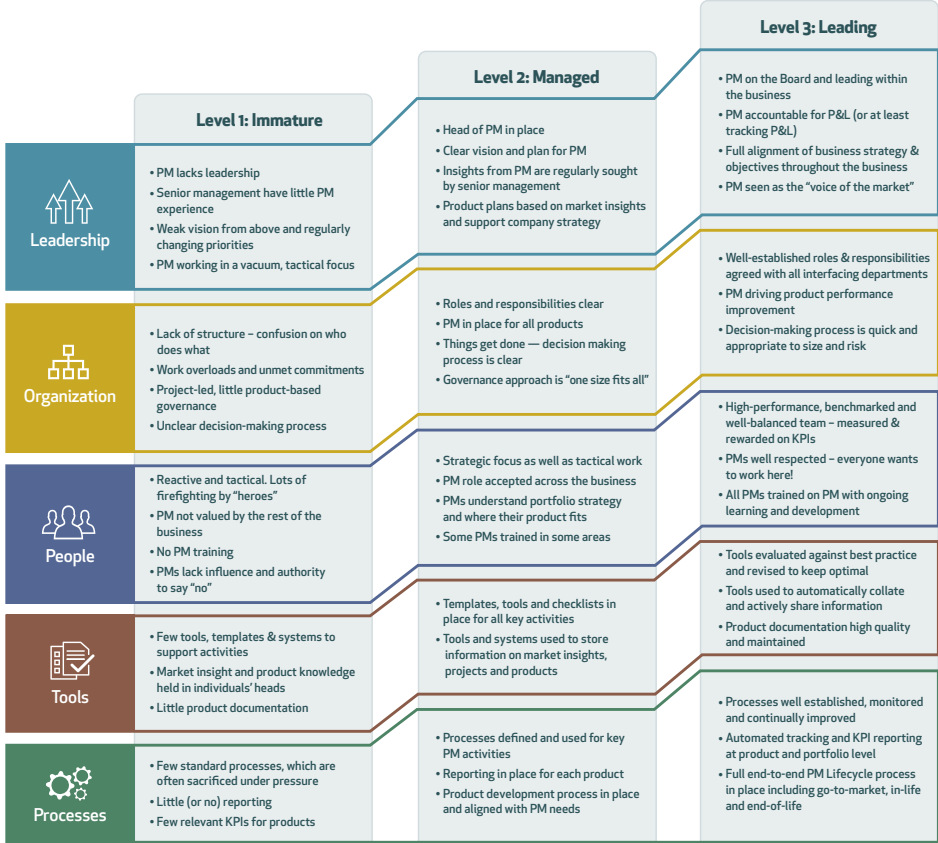 Level 1: Immature
Level 2: Managed
Level 3: Leading
Leadership
• PM lacks leadership
• Senior management have little PM
experience
• Weak vision from above and regularly
changing priorities
• PM working in a vacuum, tactical focus
• Head of PM in place
• Clear vision and plan for PM
• Insights from PM are regularly sought
by senior management
• Product plans based on market insights
and support company strategy
• PM on the Board and leading within
the business
• PM accountable for P&L (or at least
tracking P&L)
• Full alignment of business strategy &
objectives throughout the business
• PM seen as the “voice of the market”
Organization
• Lack of structure – confusion on who
does what
• Work overloads and unmet commitments
• Project-led, little product-based
governance
• Unclear decision-making process
• Roles and responsibilities clear
• PM in place for all products
• Things get done — decision making
process is clear
• Governance approach is “one size fits all”
• Well-established roles & responsibilities
agreed with all interfacing departments
• PM driving product performance
improvement
• Decision-making process is quick and
appropriate to size and risk
People
• Reactive and tactical. Lots of
firefighting by “heroes”
• PM not valued by the rest of the
business
• No PM training
• PMs lack influence and authority
to say “no”
• Strategic focus as well as tactical work
• PM role accepted across the business
• PMs understand portfolio strategy
and where their product fits
• Some PMs trained in some areas
• High-performance, benchmarked and
well-balanced team – measured &
rewarded on KPIs
• PMs well respected – everyone wants
to work here!
• All PMs trained on PM with ongoing
learning and development
Tools
• Few tools, templates & systems to
support activities
• Market insight and product knowledge
held in individuals’ heads
• Little product documentation
• Templates, tools and checklists in
place for all key activities
• Tools and systems used to store
information on market insights,
projects and products
• Tools evaluated against best practice
and revised to keep optimal
• Tools used to automatically collate
and actively share information
• Product documentation high quality
and maintained
Processes
• Few standard processes, which are
often sacrificed under pressure
• Little (or no) reporting
• Few relevant KPIs for products
• Processes defined and used for key
PM activities
• Reporting in place for each product
• Product development process in place
and aligned with PM needs
• Processes well established, monitored
and continually improved
• Automated tracking and KPI reporting
at product and portfolio level
• Full end-to-end PM Lifecycle process
in place including go-to-market, in-life
and end-of-life